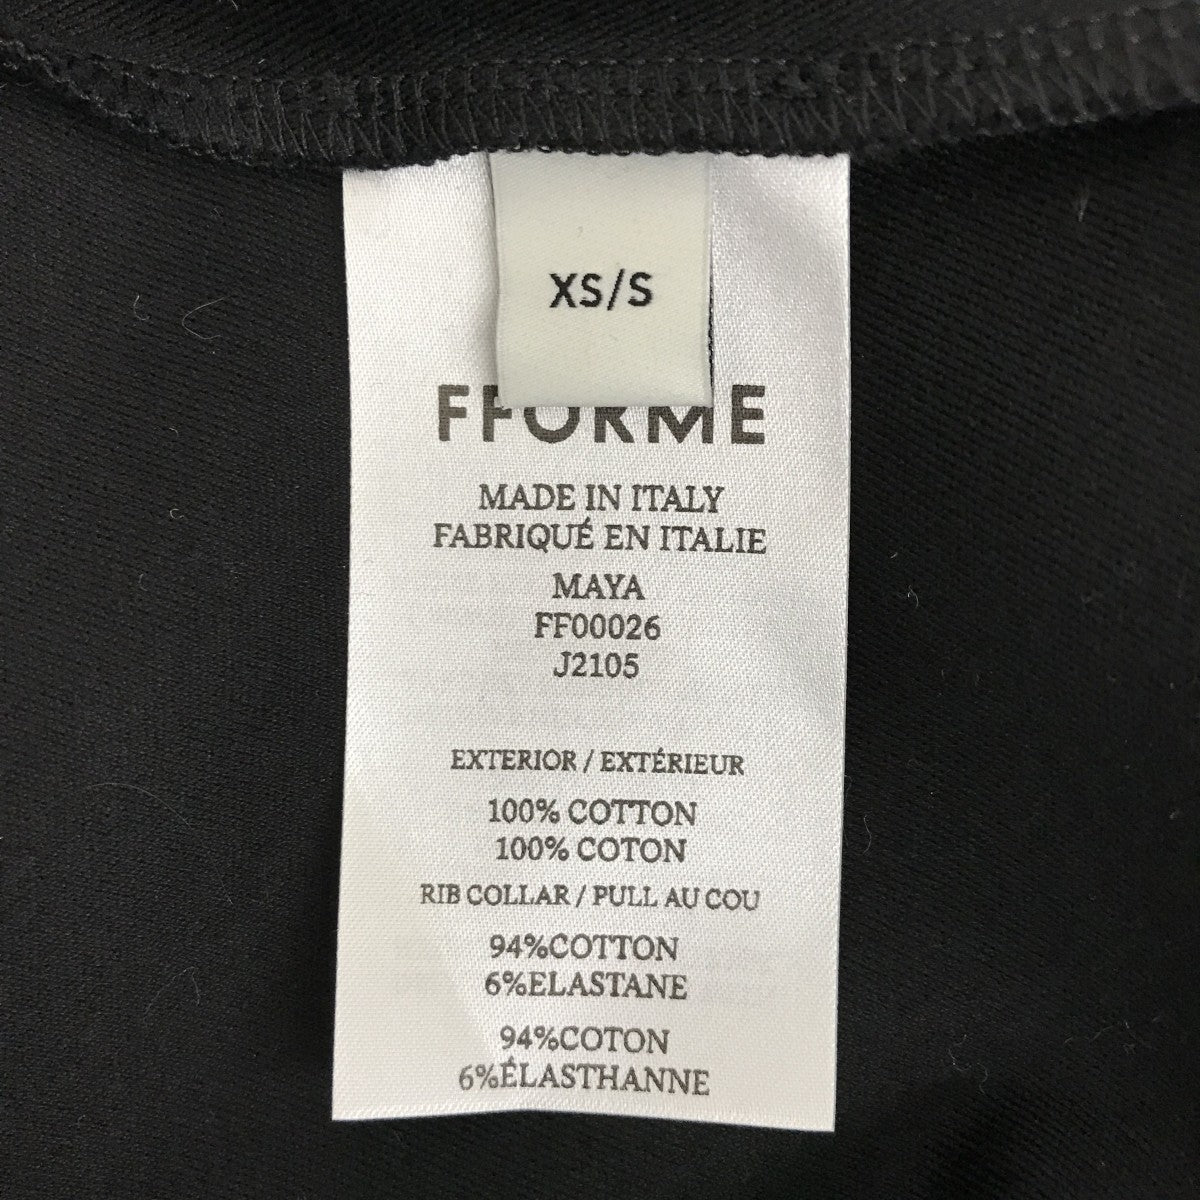 XS/S
FFORME
MADE IN ITALY
FABRIQUÉ EN ITALIE
MAYA
FF00026
J2105
EXTERIOR / EXTÉRIEUR
100% COTTON
100% COTON
RIB COLLAR / PULL AU COU
94%COTTON
6%ELASTANE
94%COTON
6%ÉLASTHANNE